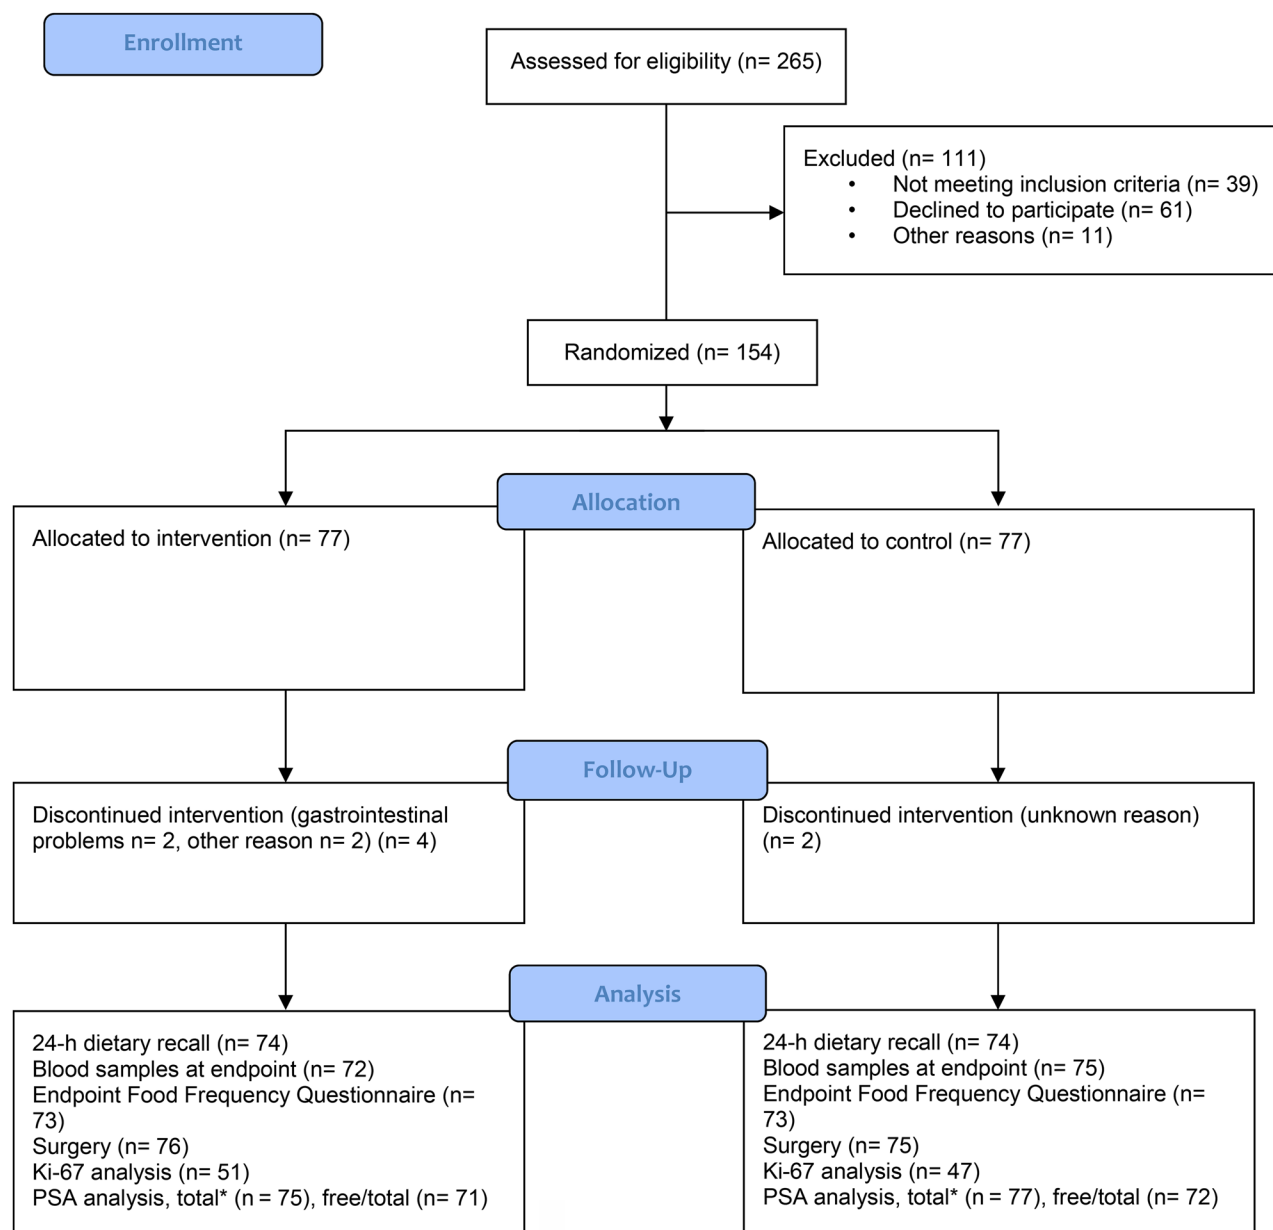 Enrollment
Assessed for eligibility (n= 265)
Excluded (n= 111)
• Not meeting inclusion criteria (n= 39)
• Declined to participate (n= 61)
• Other reasons (n= 11)
Randomized (n= 154)
Allocation
Allocated to intervention (n= 77)
Allocated to control (n= 77)
Follow-Up
Discontinued intervention (gastrointestinal
problems n= 2, other reason n= 2) (n= 4)
Discontinued intervention (unknown reason)
(n= 2)
Analysis
24-h dietary recall (n= 74)
Blood samples at endpoint (n= 72)
Endpoint Food Frequency Questionnaire (n=
73)
Surgery (n= 76)
Ki-67 analysis (n= 51)
PSA analysis, total* (n = 75), free/total (n= 71)
24-h dietary recall (n= 74)
Blood samples at endpoint (n= 75)
Endpoint Food Frequency Questionnaire (n=
73)
Surgery (n= 75)
Ki-67 analysis (n= 47)
PSA analysis, total* (n = 77), free/total (n= 72)